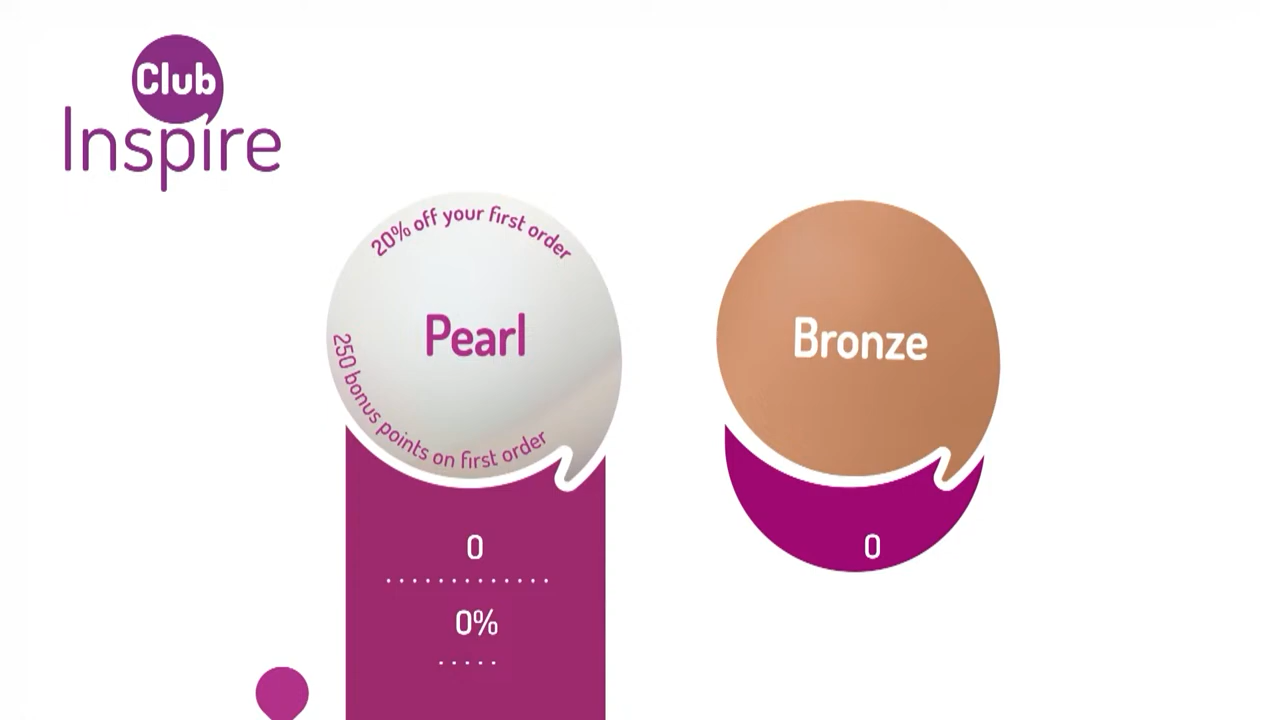 Club
Inspire
20% off your first order
Pearl
250 bonus points on first order
0
0%
Bronze
0